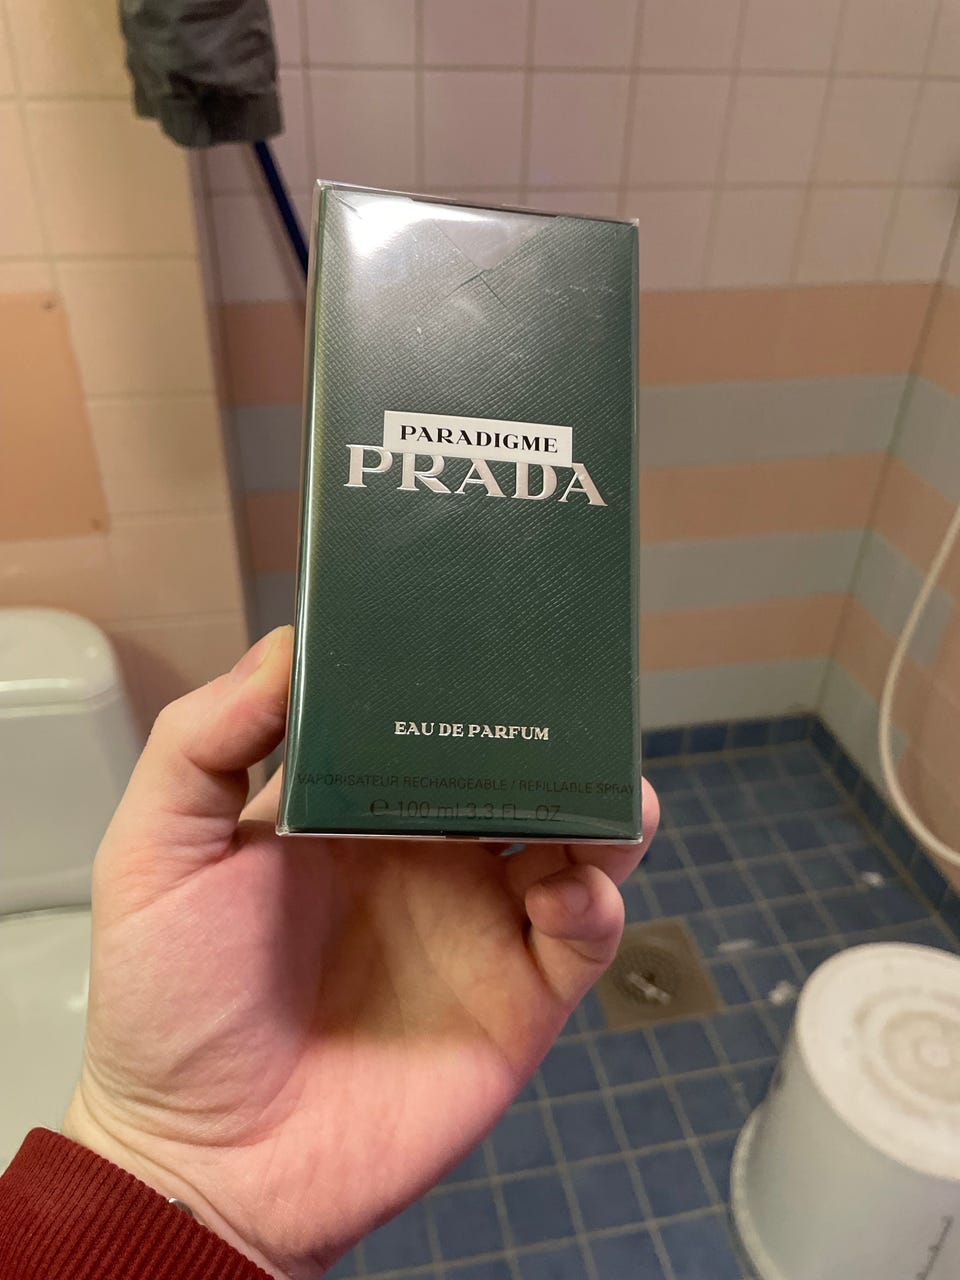 PARADIGME
PRADA
EAU DE PARFUM
VAPORISATEUR RECHARGEABLE / REFILLABLE SPRAY
℮ 100 ml 3.3 FL. OZ.